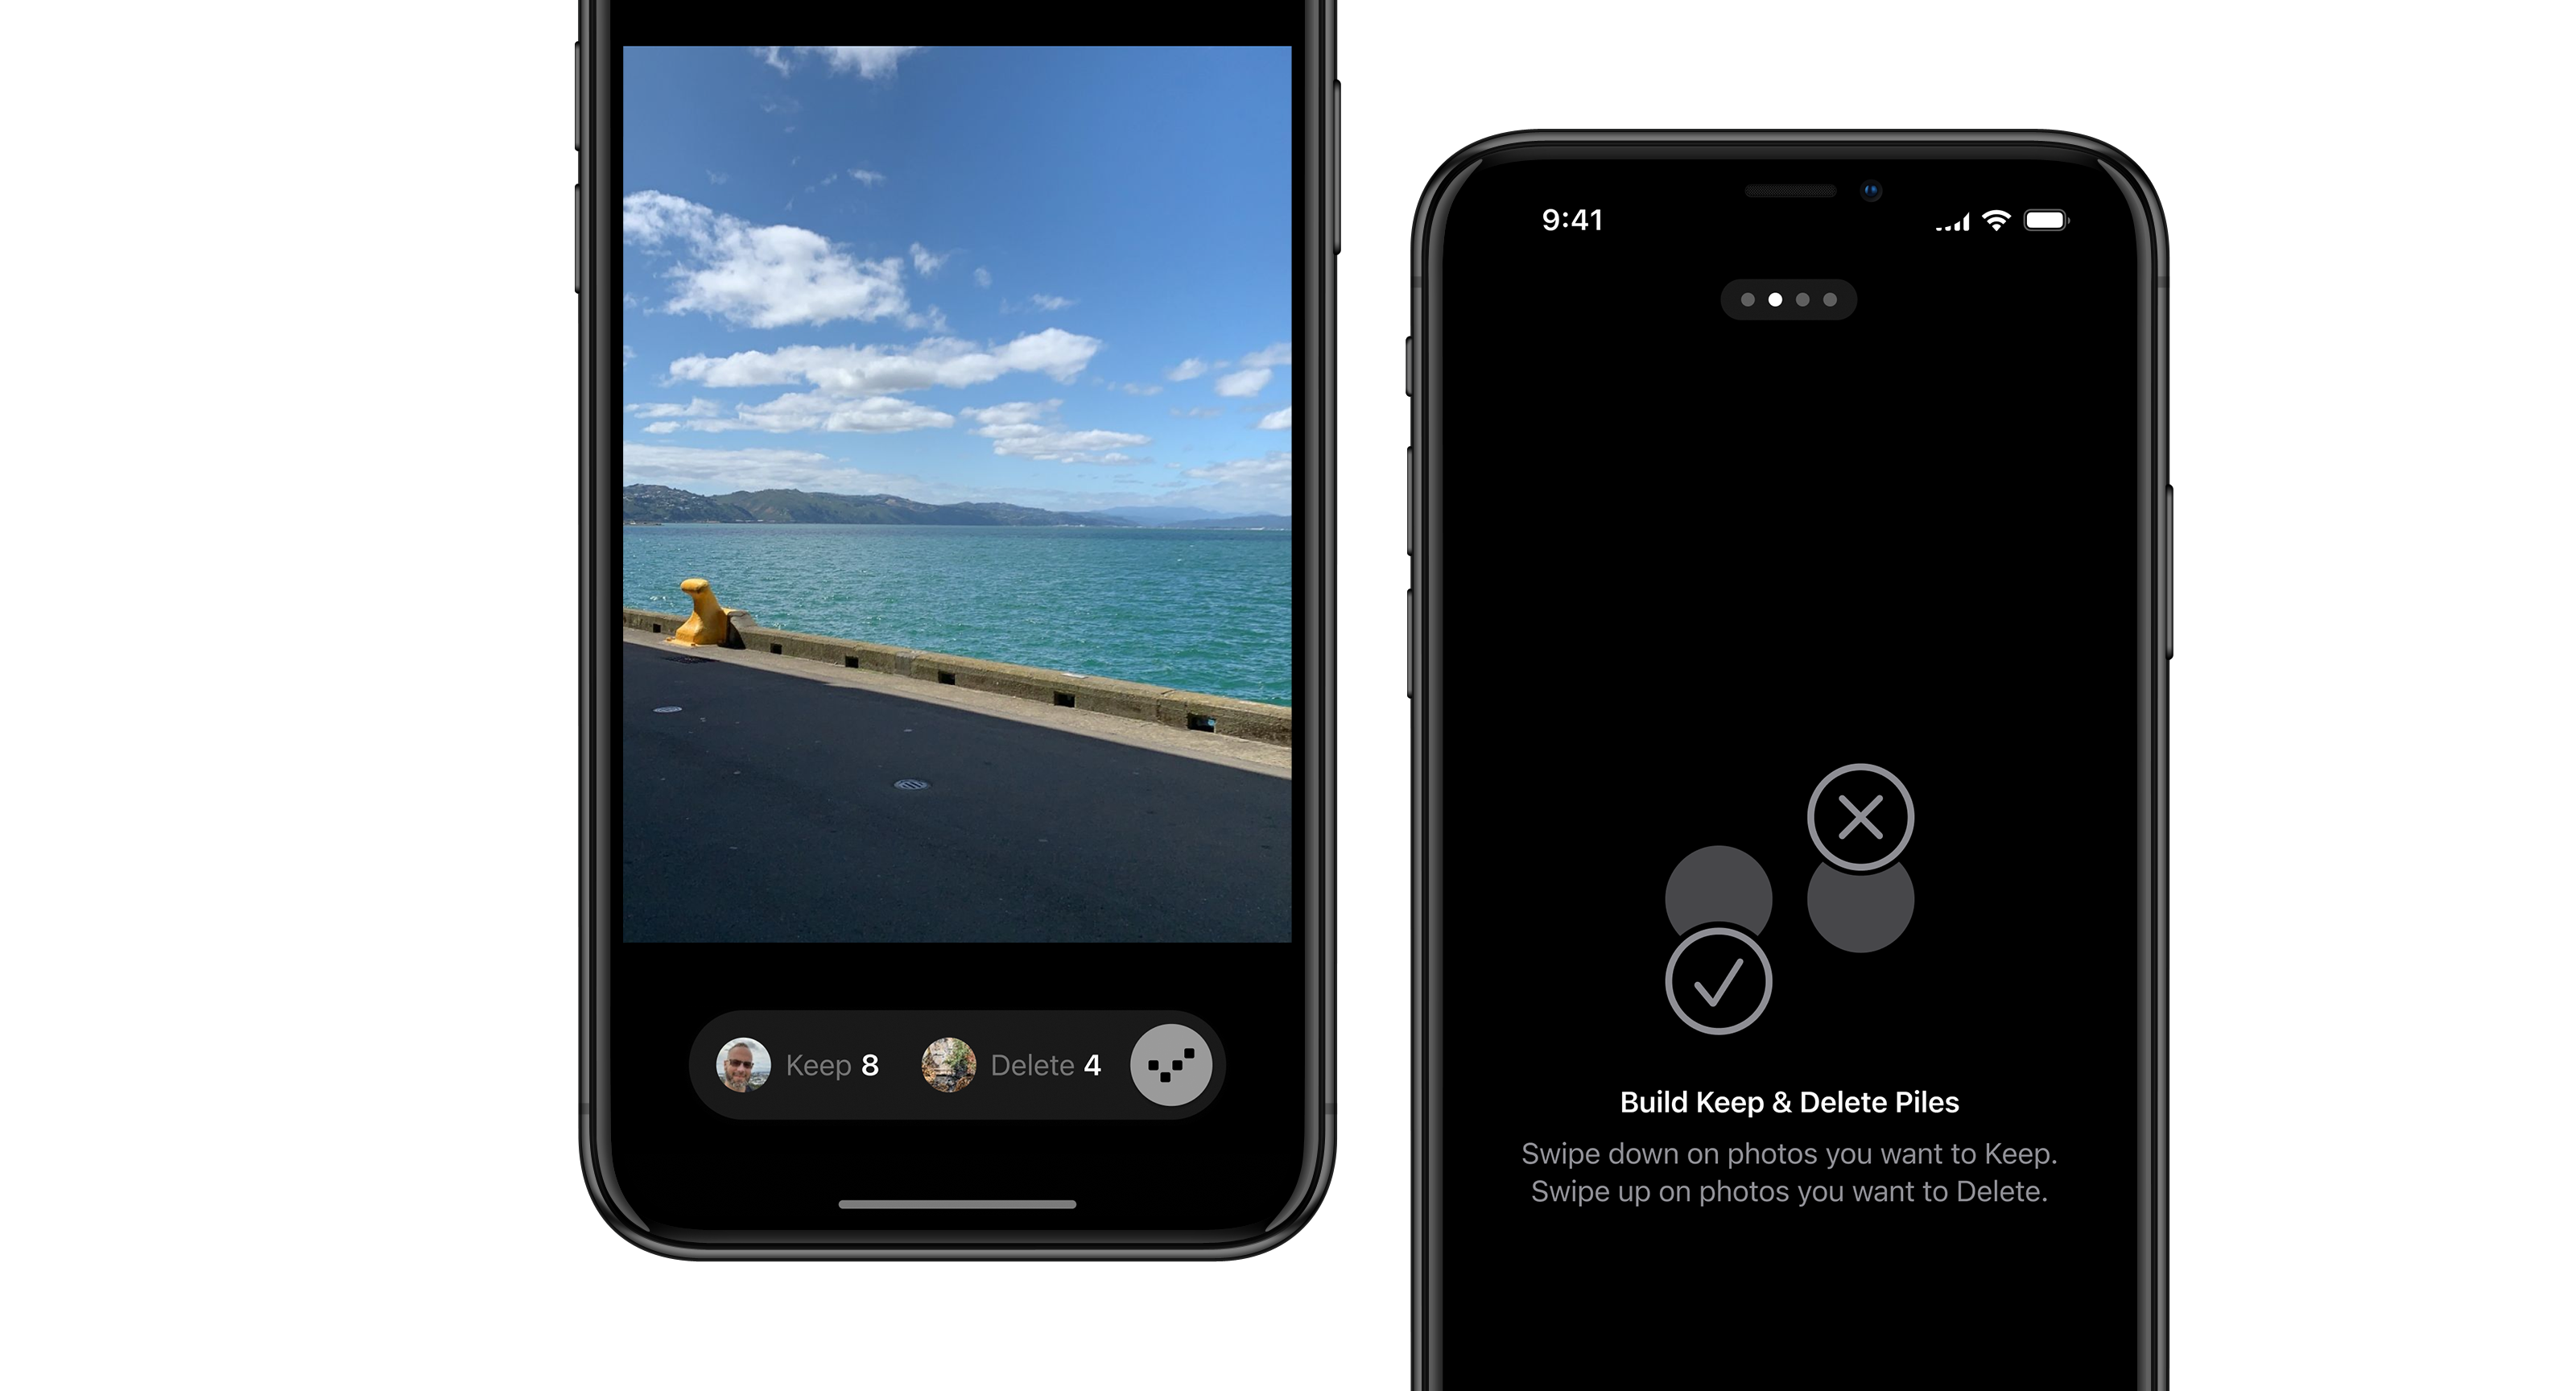 Keep 8
Delete 4
9:41
Build Keep & Delete Piles
Swipe down on photos you want to Keep.
Swipe up on photos you want to Delete.